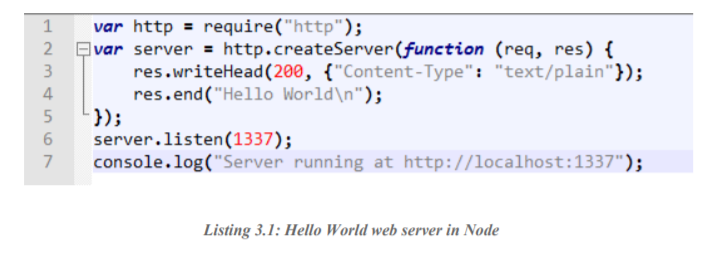 1 var http = require("http");
2 var server = http.createServer(function (req, res) {
3 res.writeHead(200, {"Content-Type": "text/plain"});
4 res.end("Hello World\n");
5 });
6 server.listen(1337);
7 console.log("Server running at http://localhost:1337");
Listing 3.1: Hello World web server in Node